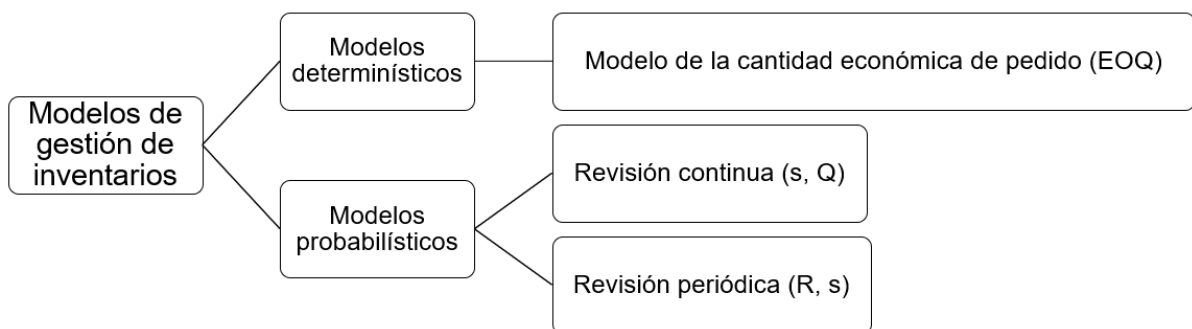 Modelos de
gestión de
inventarios
Modelos
determinísticos
Modelo de la cantidad económica de pedido (EOQ)
Modelos
probabilísticos
Revisión continua (s, Q)
Revisión periódica (R, s)